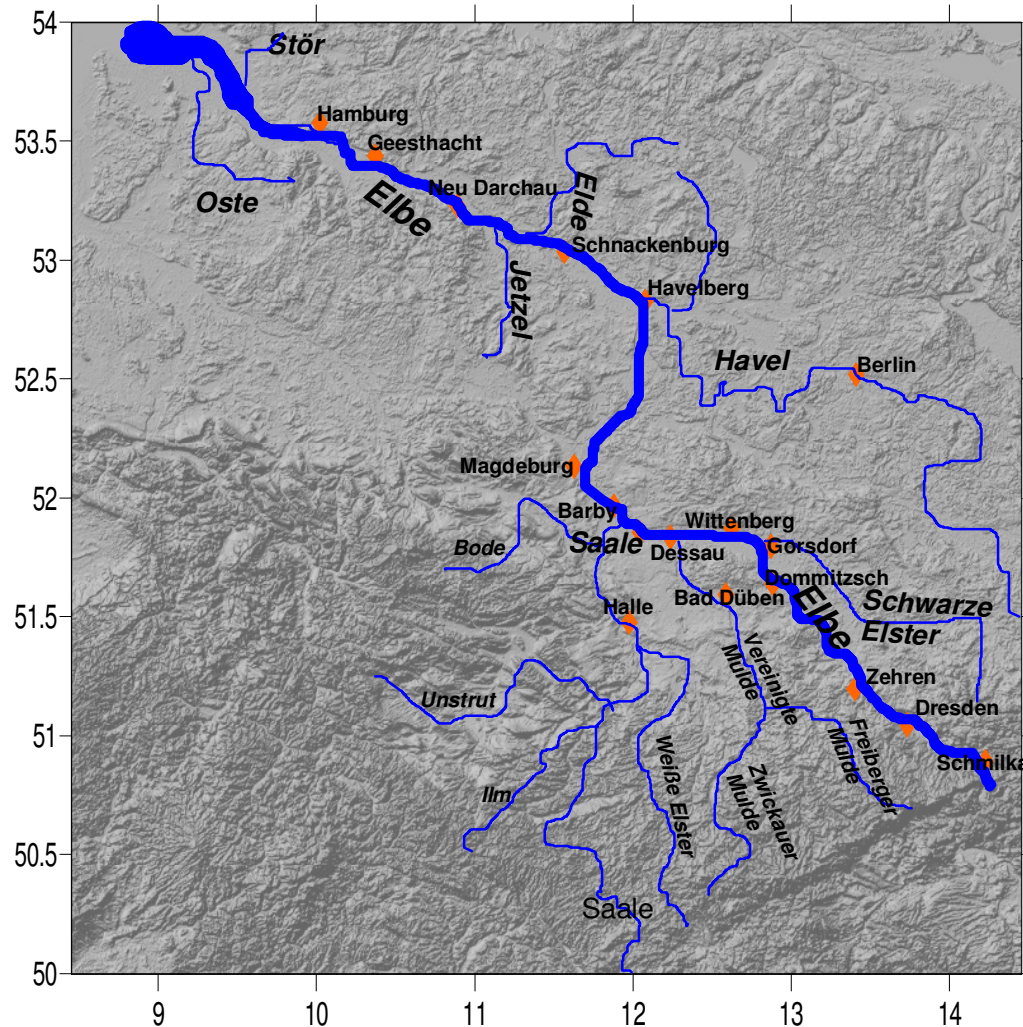 54
Stör
Hamburg
53.5
Geesthacht
Neu Darchau
Elde
Oste
Elbe
Schnackenburg
53
Jetzel
Havelberg
Havel
Berlin
52.5
Magdeburg
52
Barby
Wittenberg
Saale
Bode
Dessau
Gorsdorf
Dommitzsch
Bad Düben
Halle
Elbe
Schwarze
Elster
51.5
Vereinigte
Mulde
Zehren
Unstrut
Dresden
51
Freiberger
Mulde
Weiße Elster
Schmilka
Zwickauer
Mulde
Ilm
50.5
Saale
50
9
10
11
12
13
14